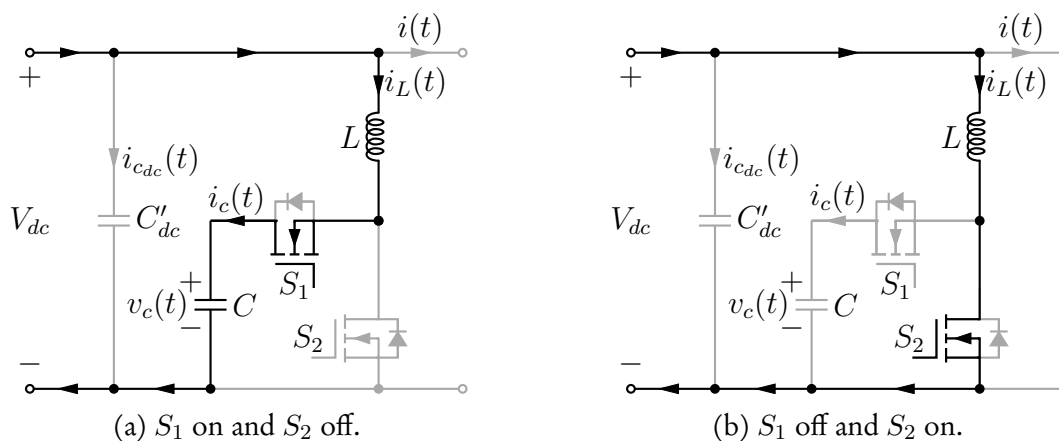 i(t)
+
i_L(t)
L
i_{c_{dc}}(t)
i_c(t)
V_{dc}
C'_{dc}
S_1
+
v_c(t)
C
−
S_2
−
(a) S_1 on and S_2 off.
i(t)
+
i_L(t)
L
i_{c_{dc}}(t)
i_c(t)
V_{dc}
C'_{dc}
S_1
+
v_c(t)
C
−
S_2
−
(b) S_1 off and S_2 on.